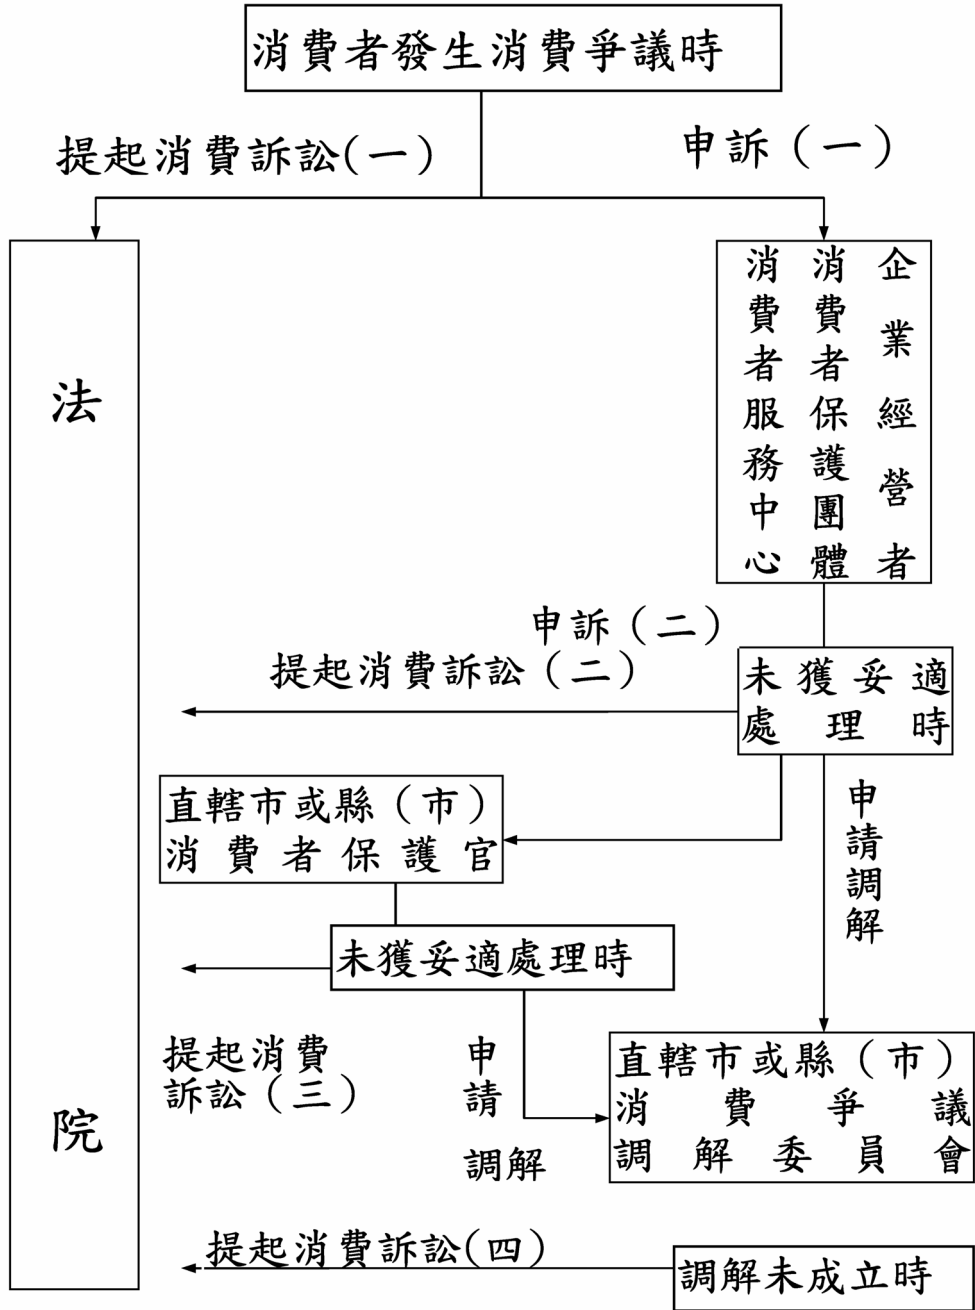 消費者發生消費爭議時
提起消費訴訟(一)
申訴（一）
法院
企業經營者
消費者保護團體
消費者服務中心
申訴（二）
提起消費訴訟（二）
未獲妥適
處理時
直轄市或縣（市）
消費者保護官
申請調解
未獲妥適處理時
提起消費
訴訟（三）
申
請
調解
直轄市或縣（市）
消費爭議
調解委員會
提起消費訴訟(四)
調解未成立時